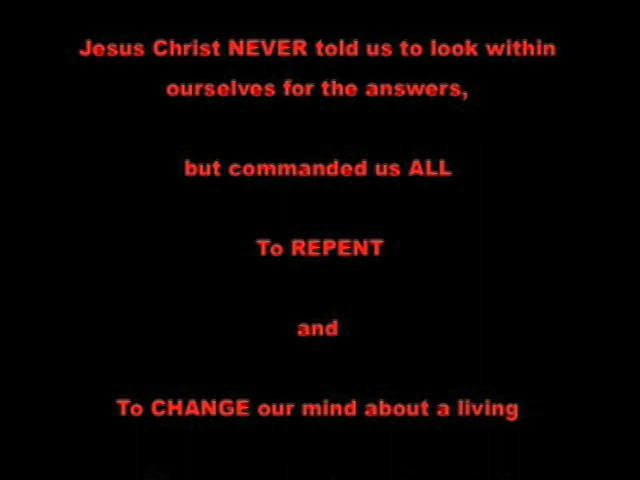 Jesus Christ NEVER told us to look within
ourselves for the answers,
but commanded us ALL
To REPENT
and
To CHANGE our mind about a living